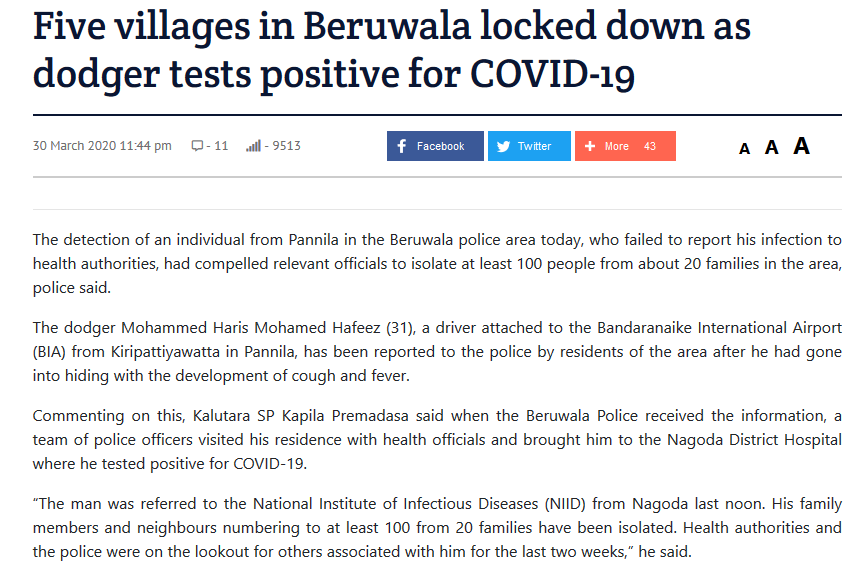 Five villages in Beruwala locked down as
dodger tests positive for COVID-19
30 March 2020 11:44 pm - 11 - 9513 Facebook Twitter More 43 A A A
The detection of an individual from Pannila in the Beruwala police area today, who failed to report his infection to
health authorities, had compelled relevant officials to isolate at least 100 people from about 20 families in the area,
police said.
The dodger Mohammed Haris Mohamed Hafeez (31), a driver attached to the Bandaranaike International Airport
(BIA) from Kiripattiyawatta in Pannila, has been reported to the police by residents of the area after he had gone
into hiding with the development of cough and fever.
Commenting on this, Kalutara SP Kapila Premadasa said when the Beruwala Police received the information, a
team of police officers visited his residence with health officials and brought him to the Nagoda District Hospital
where he tested positive for COVID-19.
“The man was referred to the National Institute of Infectious Diseases (NIID) from Nagoda last noon. His family
members and neighbours numbering to at least 100 from 20 families have been isolated. Health authorities and
the police were on the lookout for others associated with him for the last two weeks,” he said.